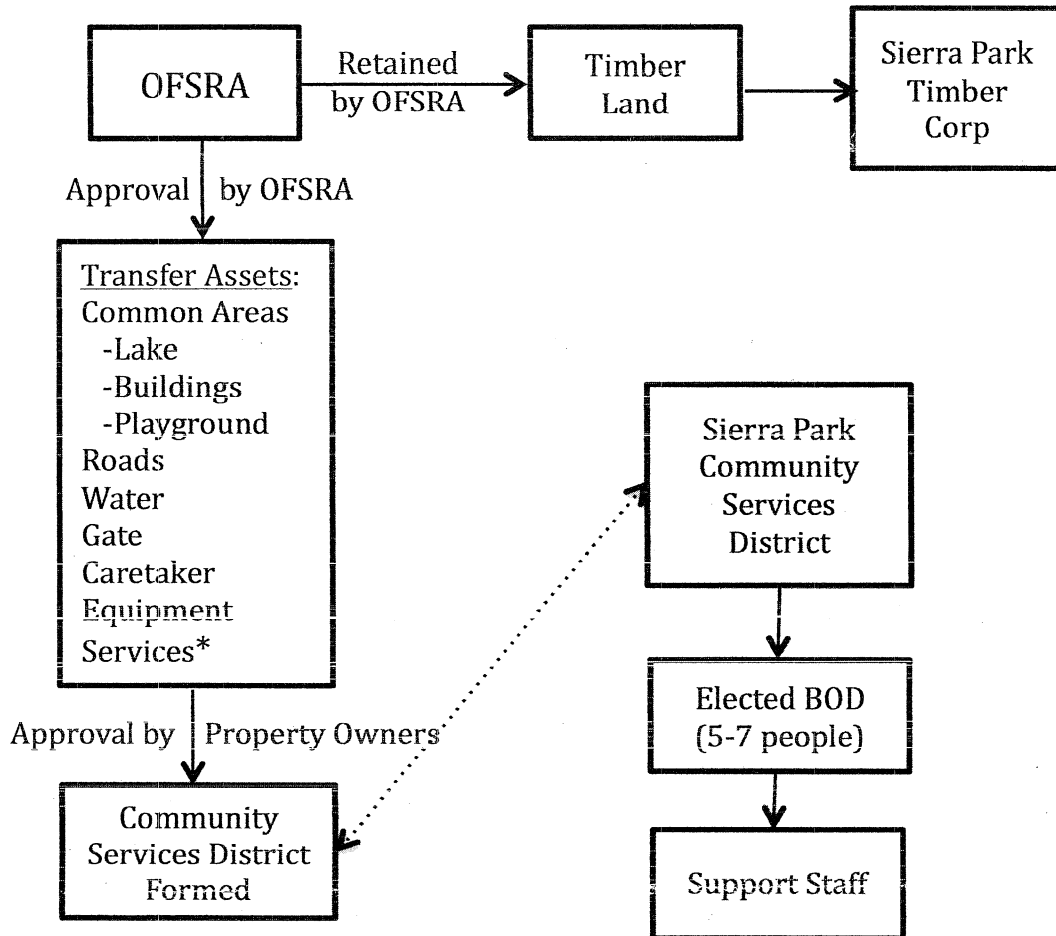 OFSRA
Retained
by OFSRA
Timber
Land
Sierra Park
Timber
Corp
Approval by OFSRA
Transfer Assets:
Common Areas
-Lake
-Buildings
-Playground
Roads
Water
Gate
Caretaker
Equipment
Services*
Approval by Property Owners
Community
Services District
Formed
Sierra Park
Community
Services
District
Elected BOD
(5-7 people)
Support Staff